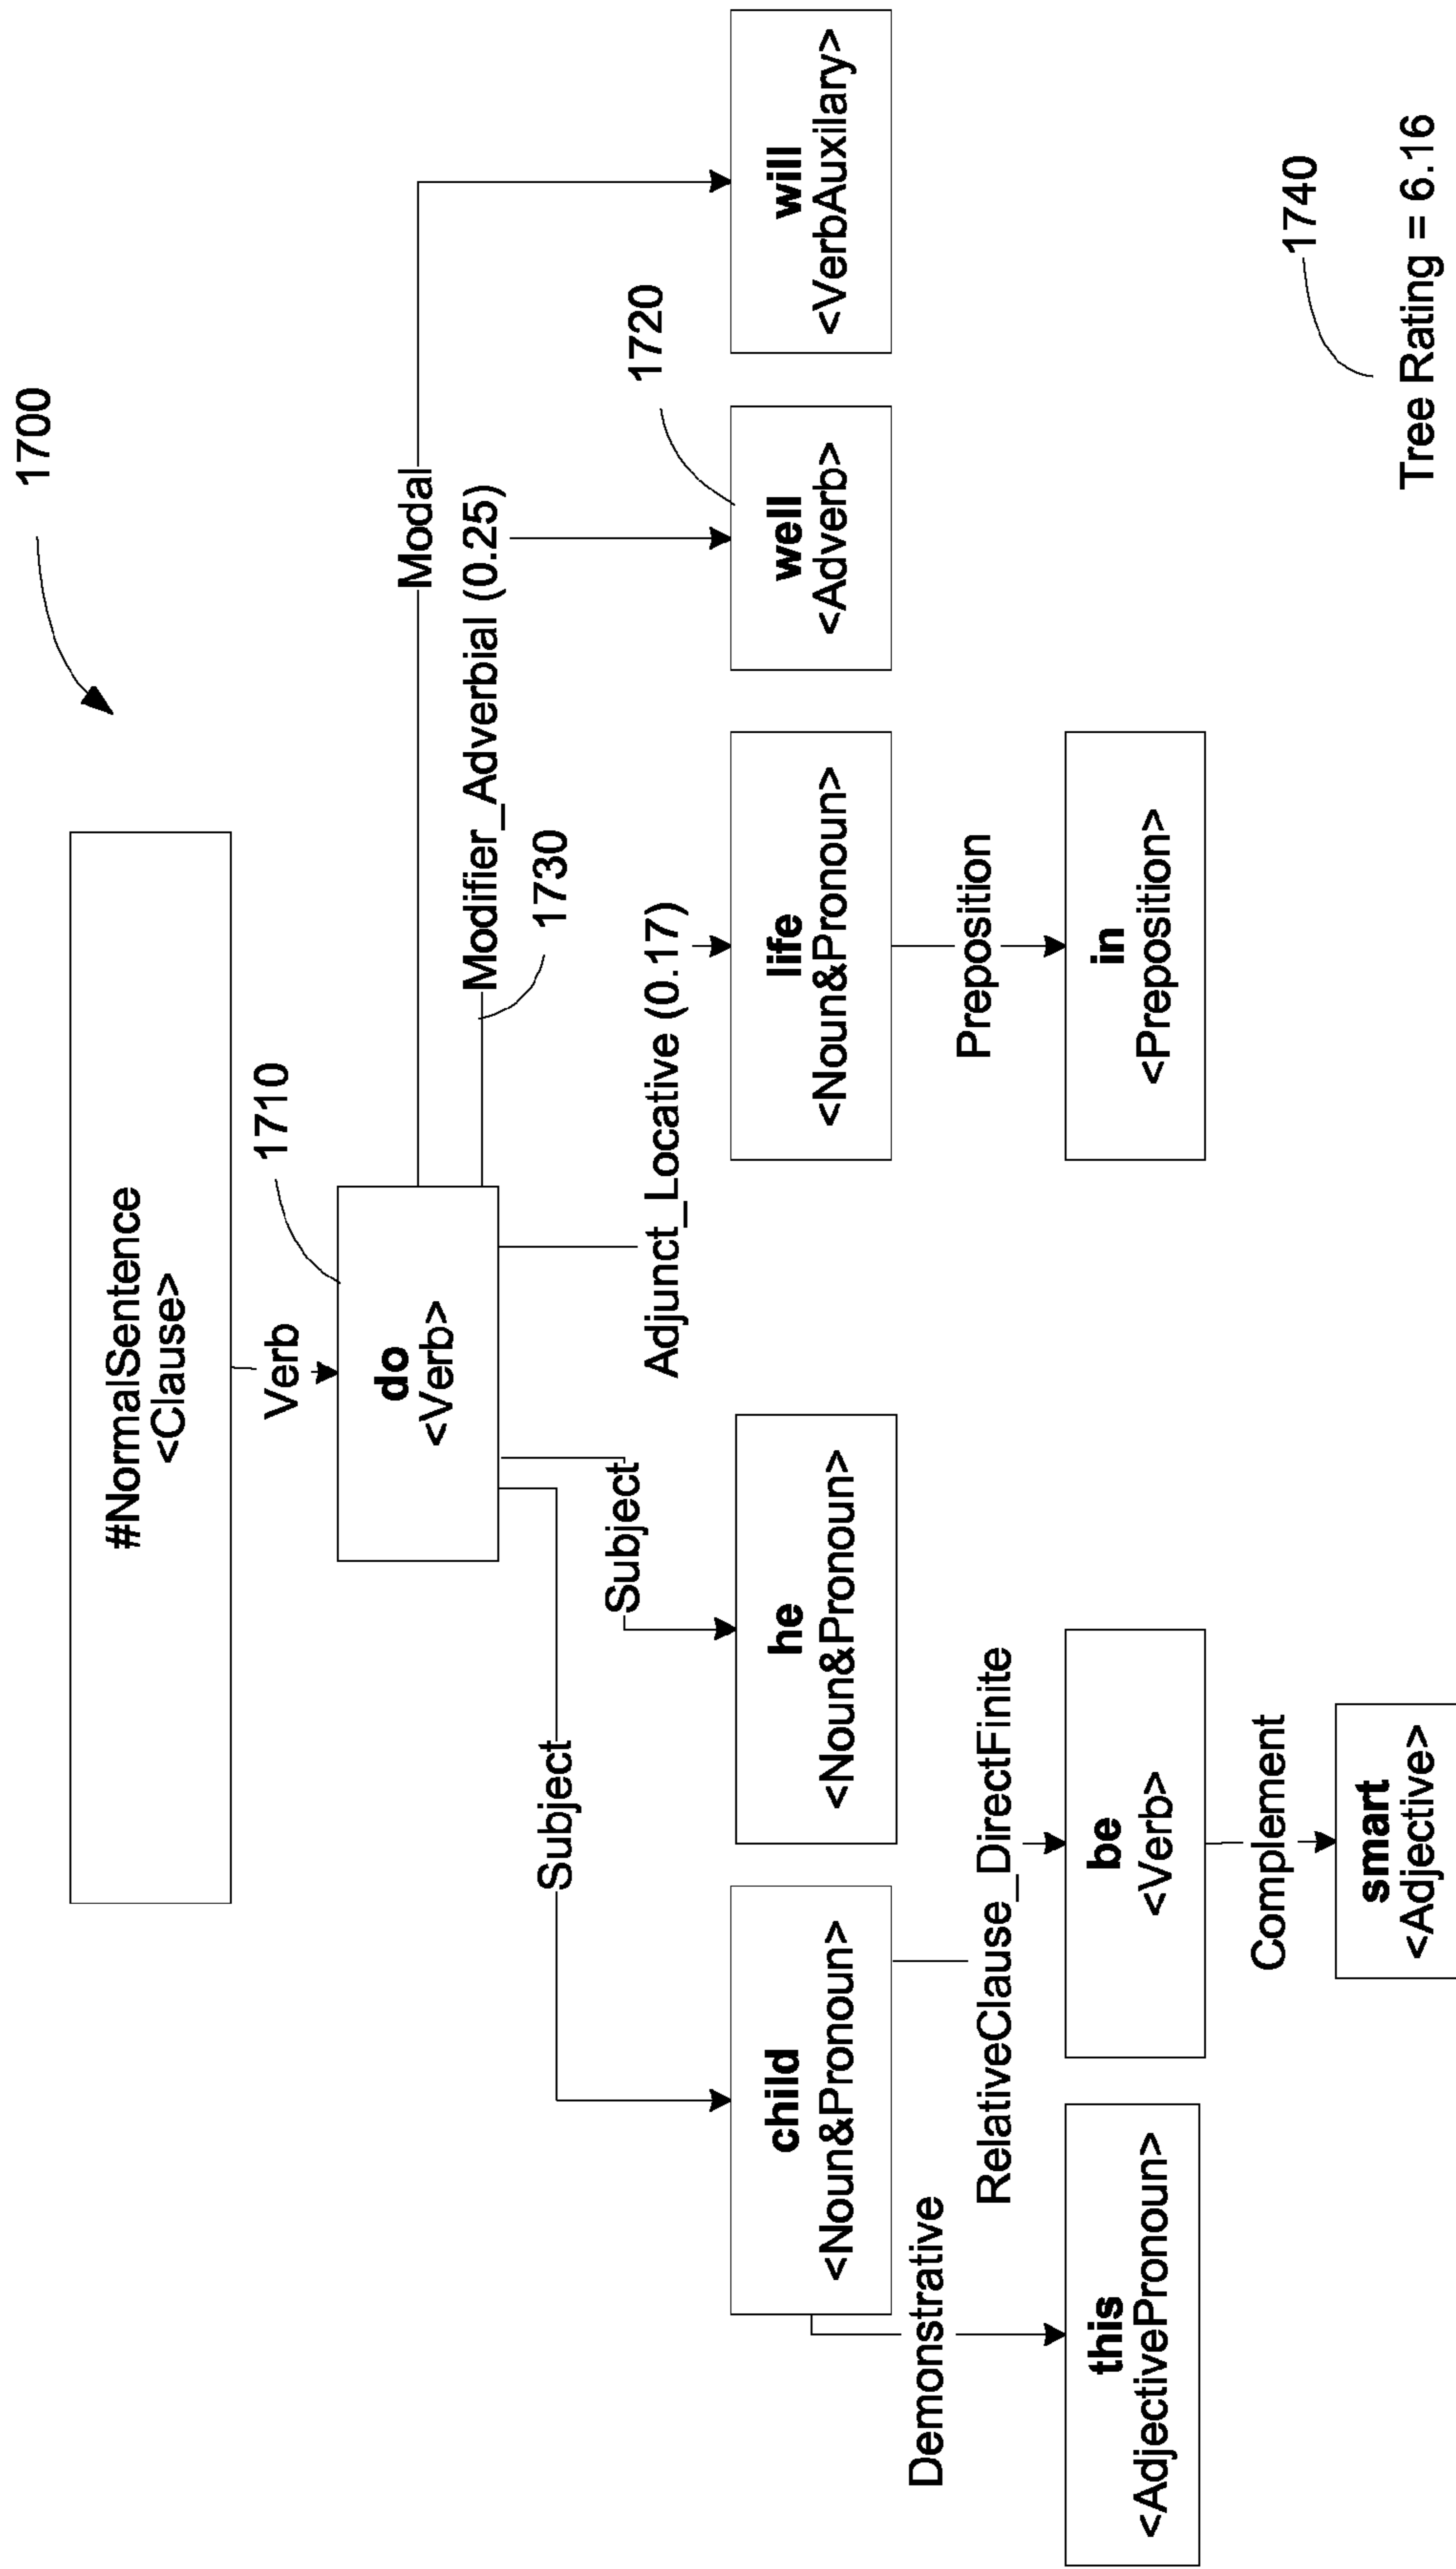 1700
#NormalSentence
<Clause>
Verb
1710
do
<Verb>
Modal
Modifier_Adverbial (0.25)
1730
Subject
Subject
Adjunct_Locative (0.17)
1720
child
<Noun&Pronoun>
he
<Noun&Pronoun>
life
<Noun&Pronoun>
well
<Adverb>
will
<VerbAuxilary>
Demonstrative
RelativeClause_DirectFinite
Preposition
this
<AdjectivePronoun>
be
<Verb>
in
<Preposition>
Complement
smart
<Adjective>
1740
Tree Rating = 6.16